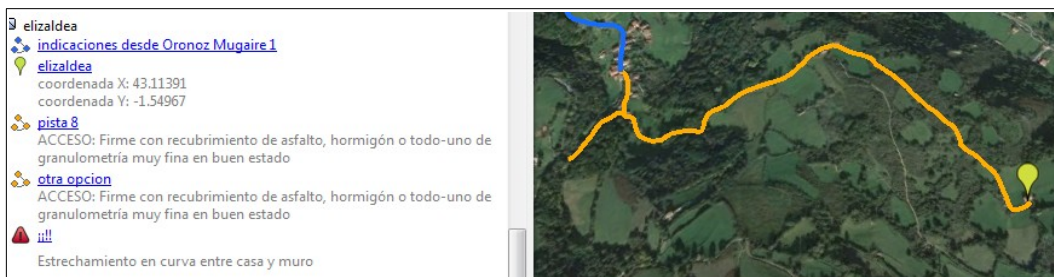 elizaldea
indicaciones desde Oronoz Mugaire 1
elizaldea
coordenada X: 43.11391
coordenada Y: -1.54967
pista 8
ACCESO: Firme con recubrimiento de asfalto, hormigón o todo-uno de
granulometría muy fina en buen estado
otra opcion
ACCESO: Firme con recubrimiento de asfalto, hormigón o todo-uno de
granulometría muy fina en buen estado
¡¡!!
Estrechamiento en curva entre casa y muro